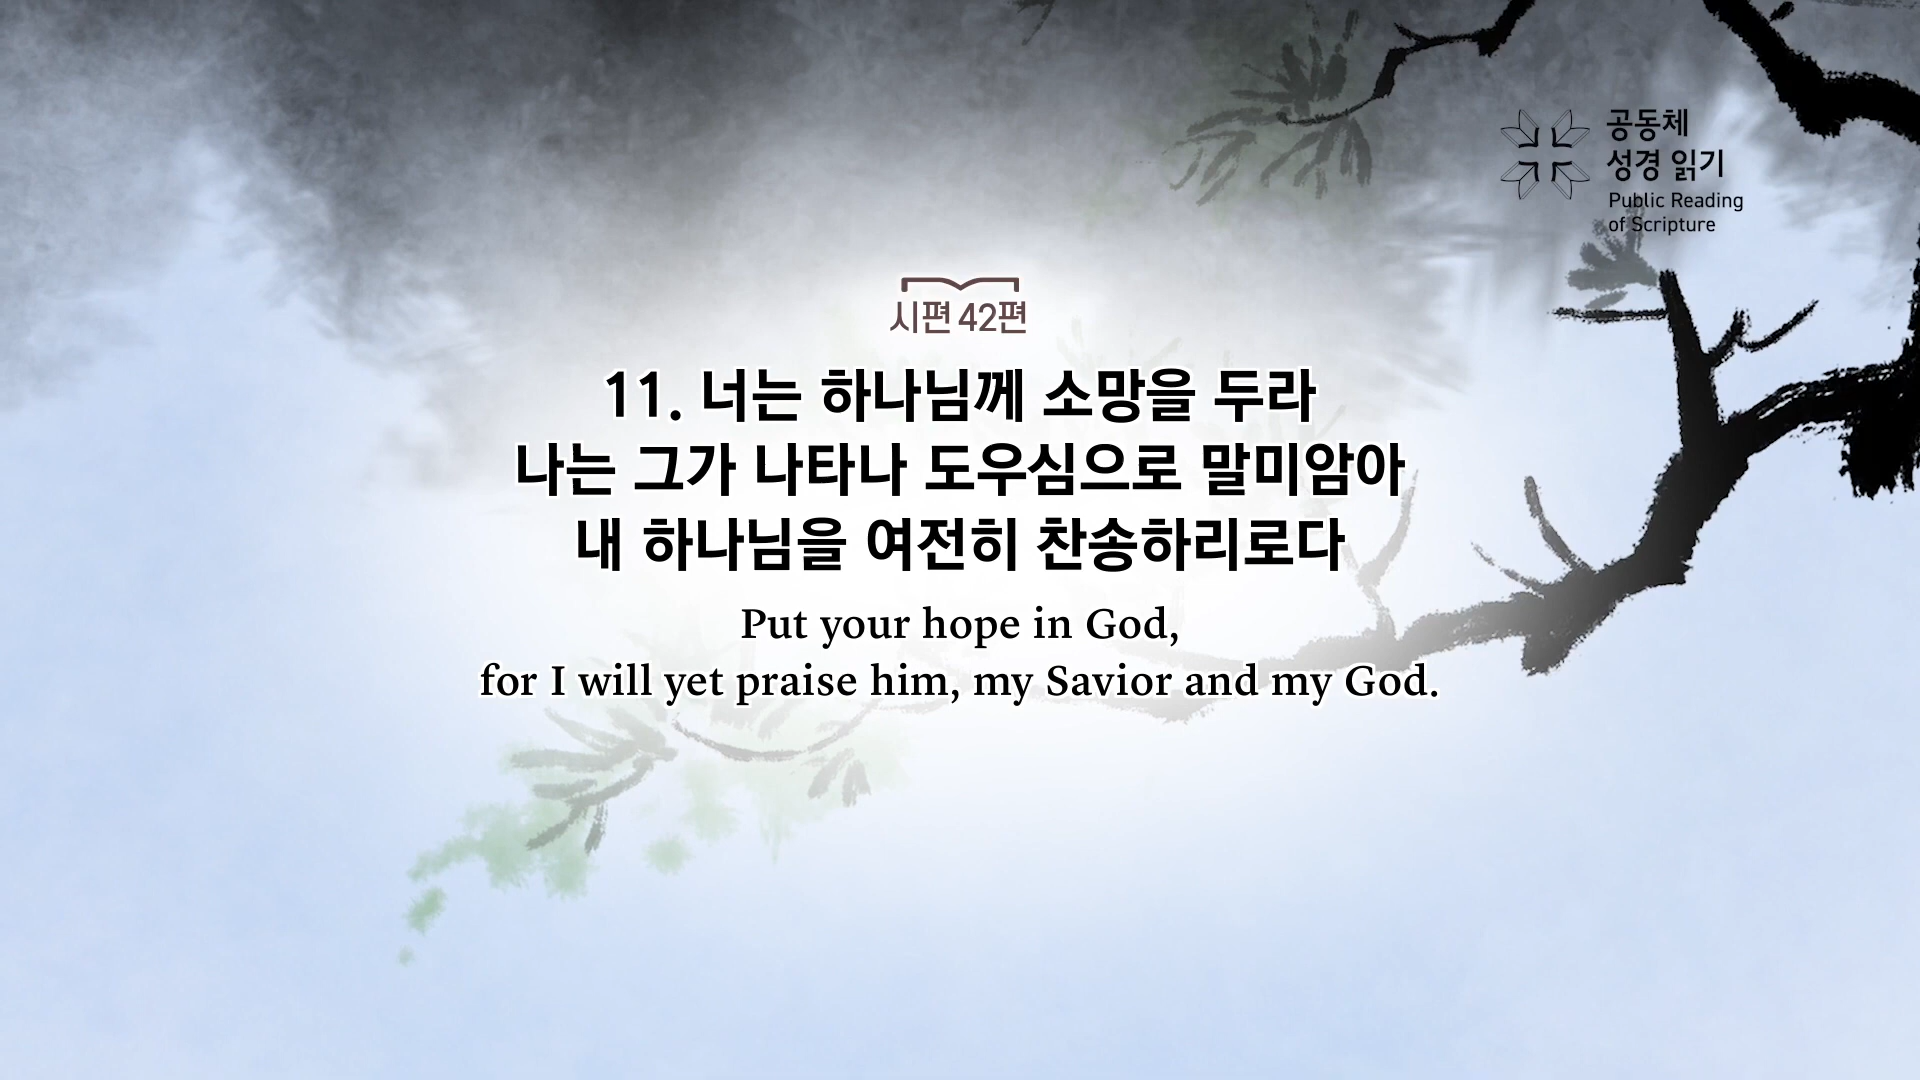 공동체
성경 읽기
Public Reading
of Scripture
시편 42편
11. 너는 하나님께 소망을 두라
나는 그가 나타나 도우심으로 말미암아
내 하나님을 여전히 찬송하리로다
Put your hope in God,
for I will yet praise him, my Savior and my God.